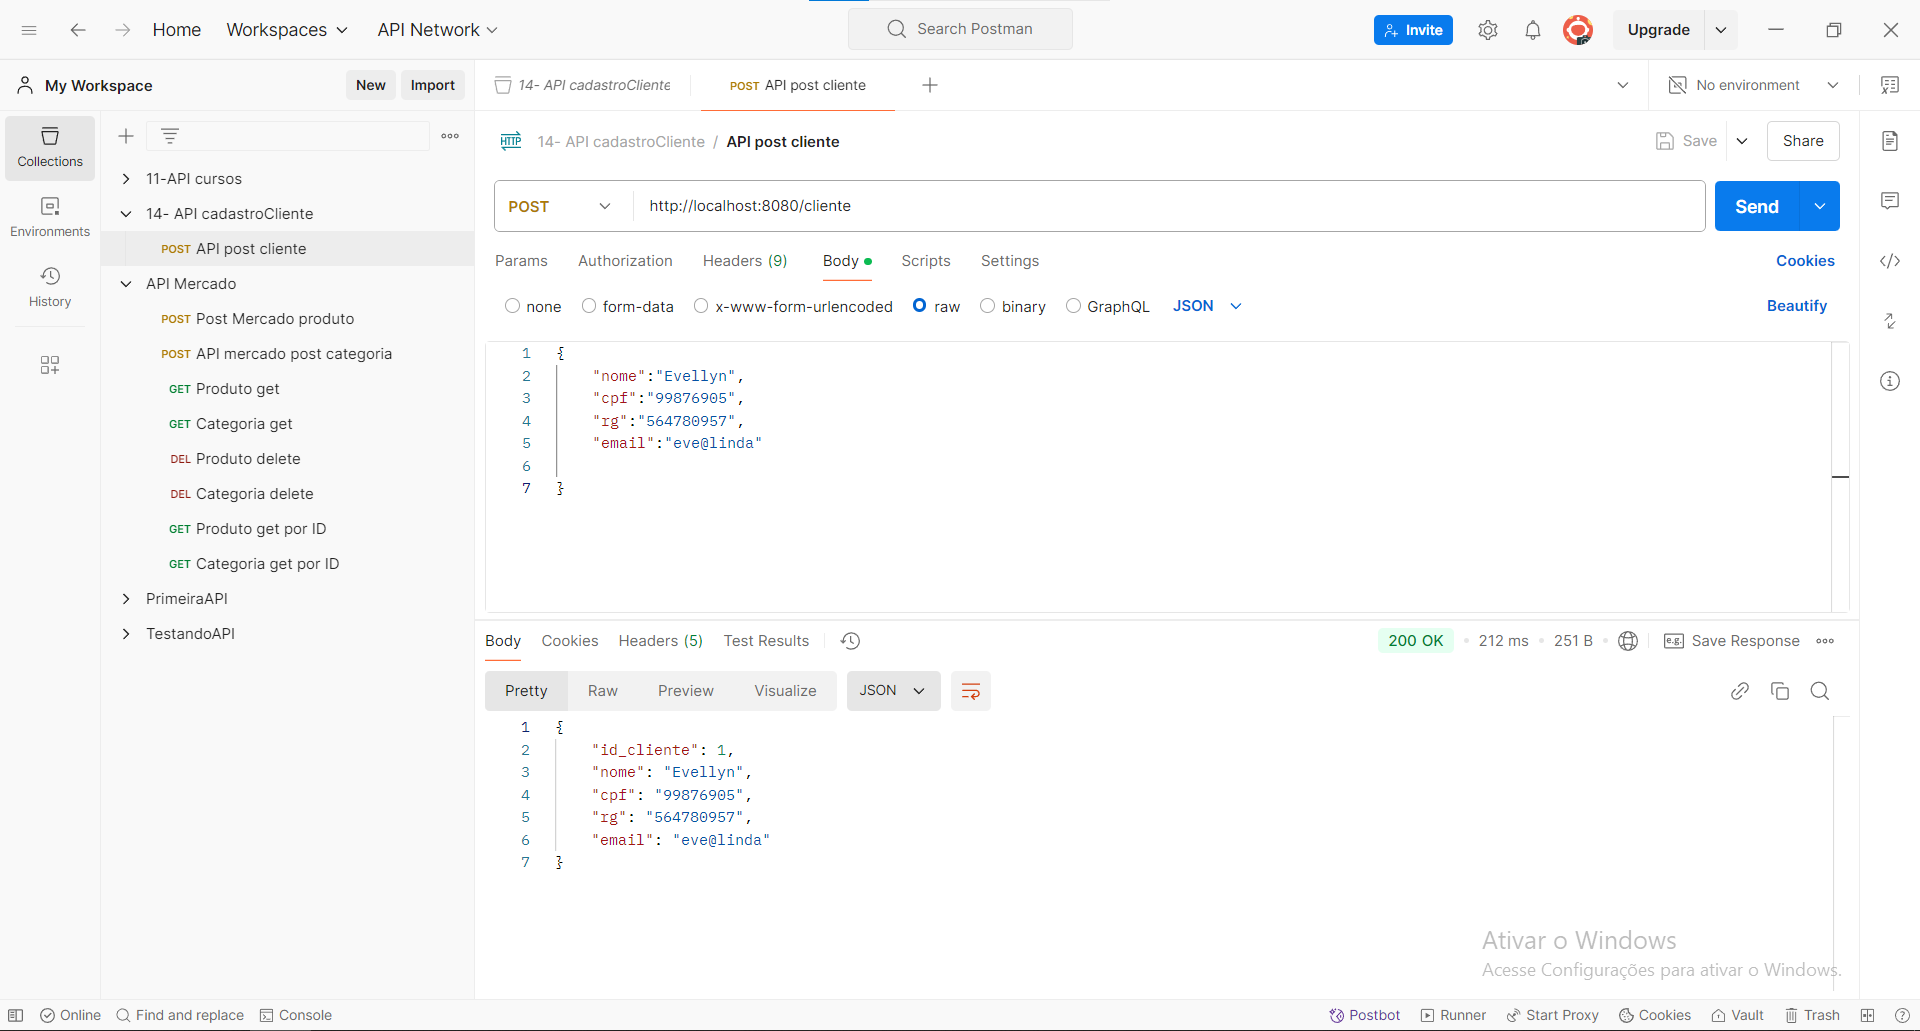 Home Workspaces API Network Search Postman Invite Upgrade
My Workspace New Import
14- API cadastroCliente POST API post cliente No environment
Collections
Environments
History
11-API cursos
14- API cadastroCliente
POST API post cliente
API Mercado
POST Post Mercado produto
POST API mercado post categoria
GET Produto get
GET Categoria get
DEL Produto delete
DEL Categoria delete
GET Produto get por ID
GET Categoria get por ID
PrimeiraAPI
TestandoAPI
HTTP 14- API cadastroCliente / API post cliente Save Share
POST http://localhost:8080/cliente Send
Params Authorization Headers (9) Body Scripts Settings Cookies
none form-data x-www-form-urlencoded raw binary GraphQL JSON Beautify
1 {
2 "nome":"Evellyn",
3 "cpf":"99876905",
4 "rg":"564780957",
5 "email":"eve@linda"
6
7 }
Body Cookies Headers (5) Test Results 200 OK 212 ms 251 B e.g. Save Response
Pretty Raw Preview Visualize JSON
1 {
2 "id_cliente": 1,
3 "nome": "Evellyn",
4 "cpf": "99876905",
5 "rg": "564780957",
6 "email": "eve@linda"
7 }
Ativar o Windows
Acesse Configurações para ativar o Windows.
Online Find and replace Console Postbot Runner Start Proxy Cookies Vault Trash